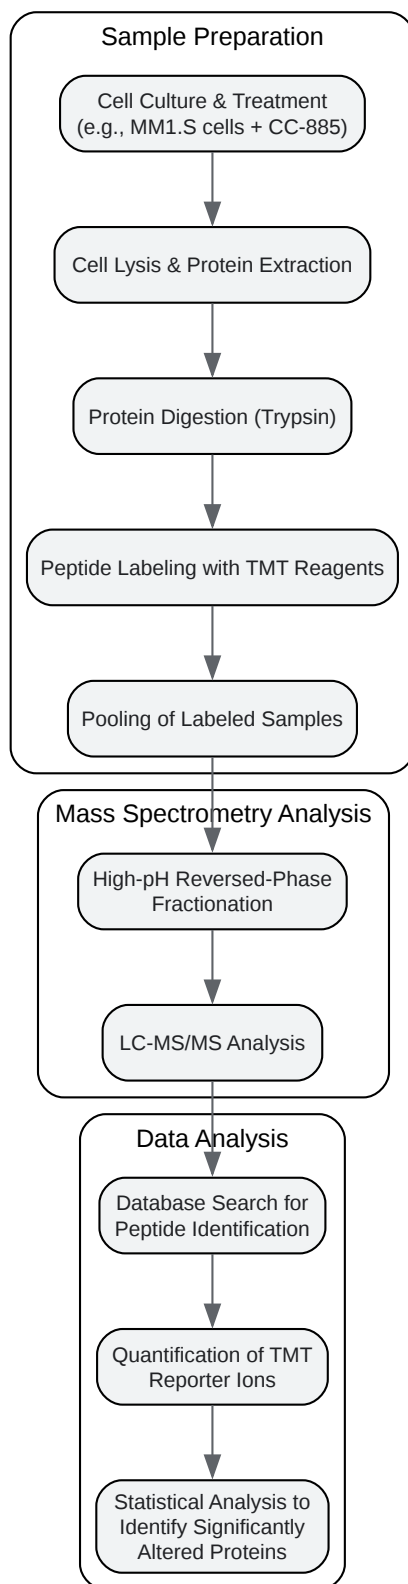 Sample Preparation
Cell Culture & Treatment
(e.g., MM1.S cells + CC-885)
Cell Lysis & Protein Extraction
Protein Digestion (Trypsin)
Peptide Labeling with TMT Reagents
Pooling of Labeled Samples
Mass Spectrometry Analysis
High-pH Reversed-Phase
Fractionation
LC-MS/MS Analysis
Data Analysis
Database Search for
Peptide Identification
Quantification of TMT
Reporter Ions
Statistical Analysis to
Identify Significantly
Altered Proteins